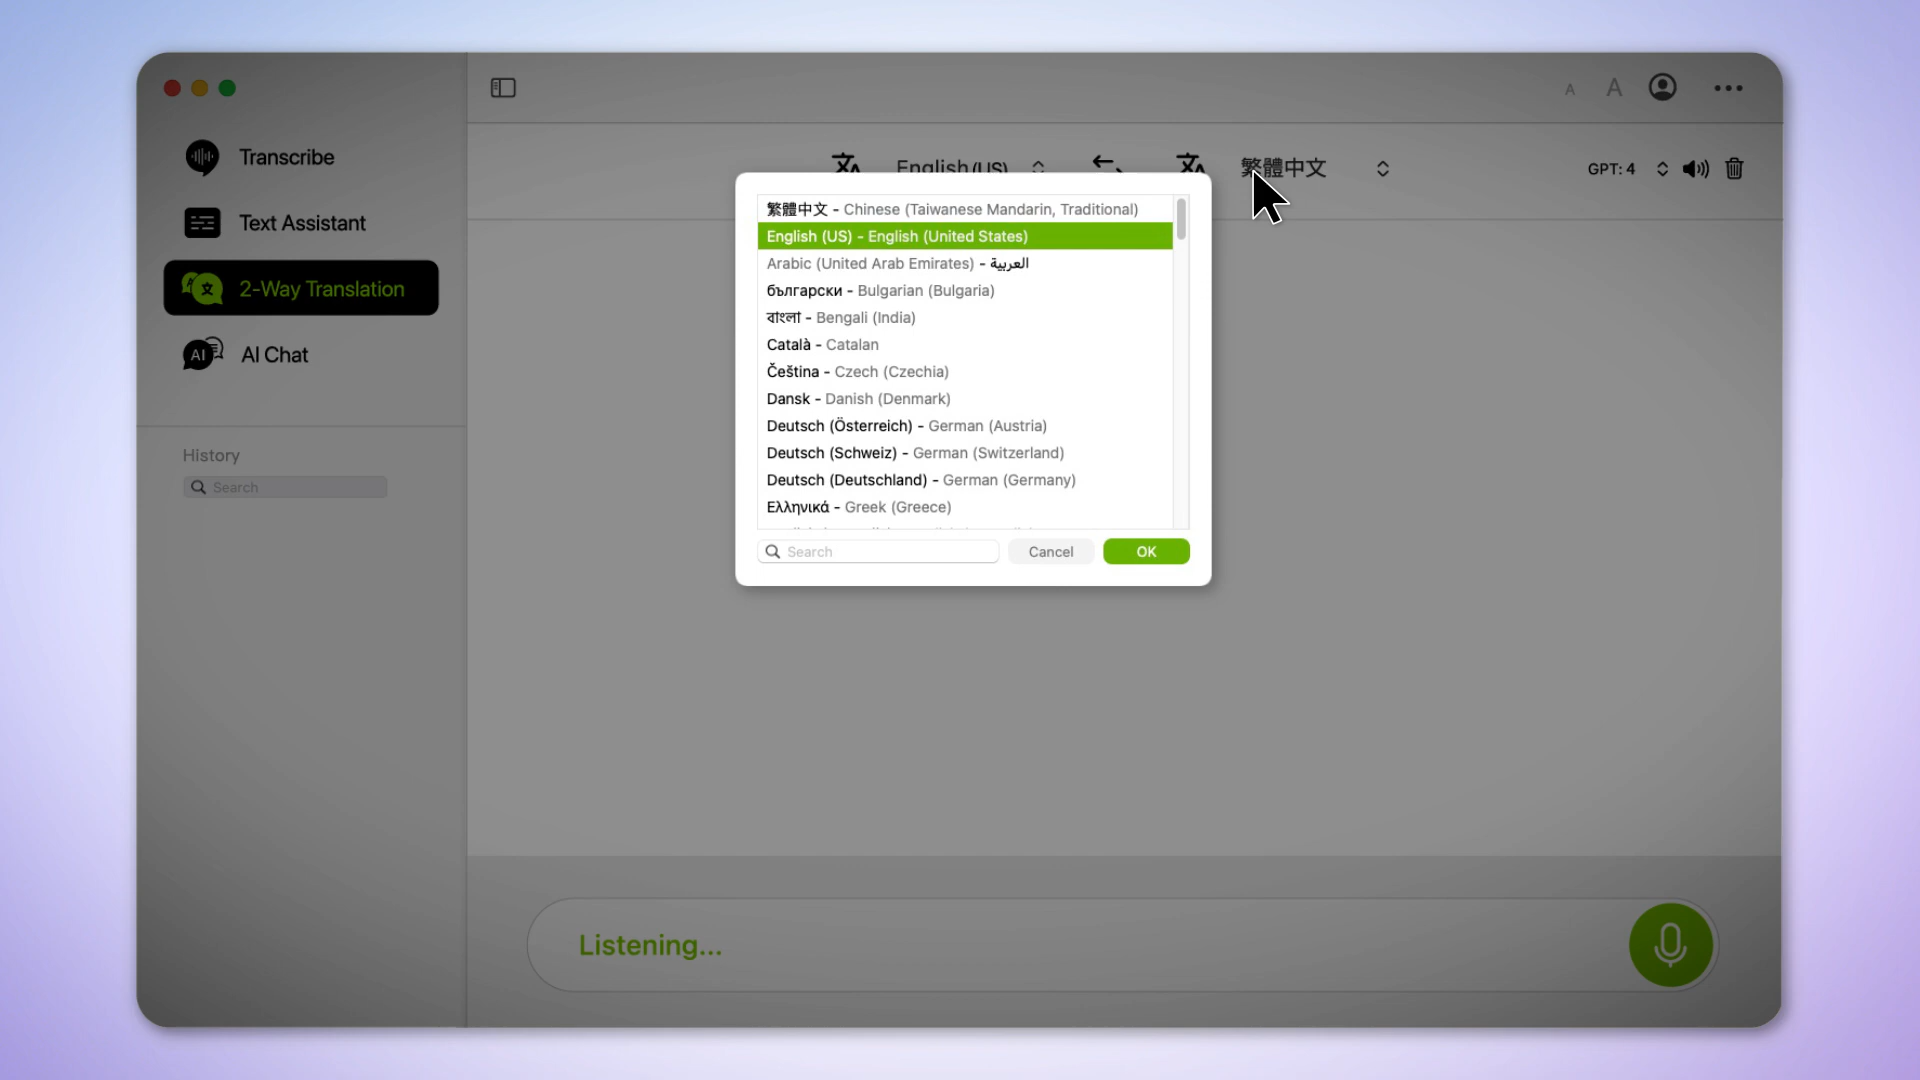 Transcribe
Text Assistant
2-Way Translation
AI Chat
AI
History
Search
A A
English (US)
繁體中文
GPT: 4
繁體中文 - Chinese (Taiwanese Mandarin, Traditional)
English (US) - English (United States)
Arabic (United Arab Emirates) - العربية
български - Bulgarian (Bulgaria)
বাংলা - Bengali (India)
Català - Catalan
Čeština - Czech (Czechia)
Dansk - Danish (Denmark)
Deutsch (Österreich) - German (Austria)
Deutsch (Schweiz) - German (Switzerland)
Deutsch (Deutschland) - German (Germany)
Ελληνικά - Greek (Greece)
Search
Cancel
OK
Listening...